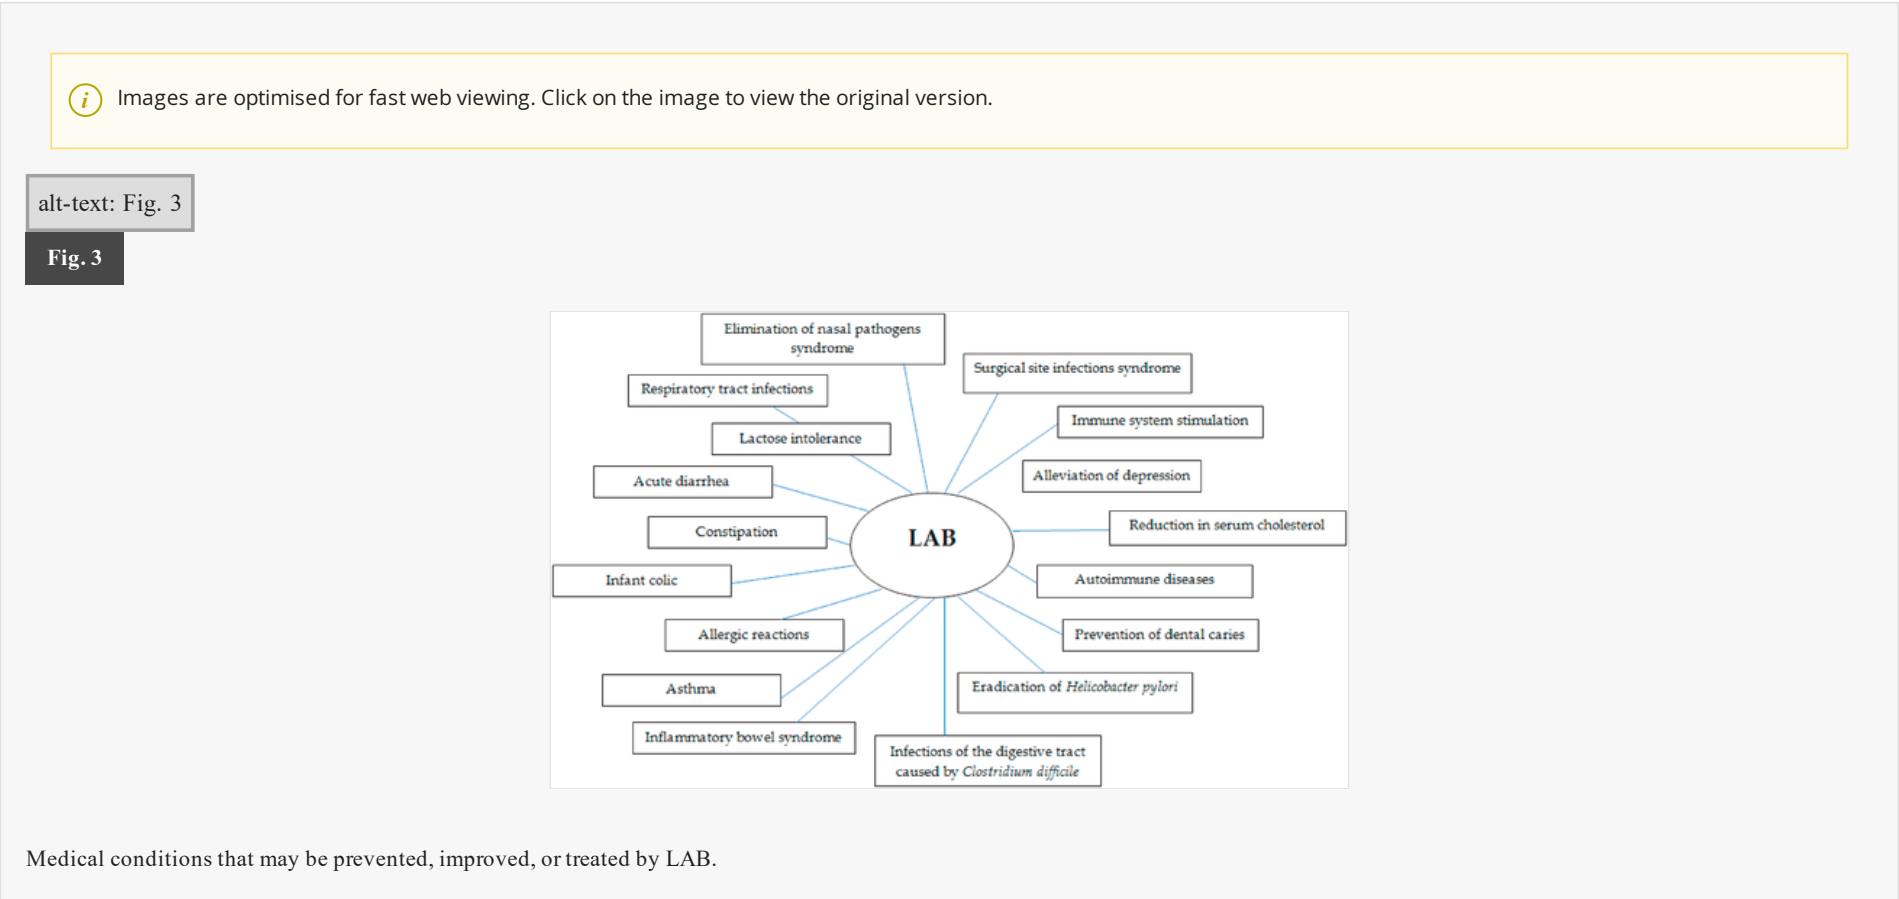 Images are optimised for fast web viewing. Click on the image to view the original version.
alt-text: Fig. 3
Fig. 3
Elimination of nasal pathogens
syndrome
Surgical site infections syndrome
Respiratory tract infections
Immune system stimulation
Lactose intolerance
Alleviation of depression
Acute diarrhea
Reduction in serum cholesterol
Constipation
LAB
Infant colic
Autoimmune diseases
Allergic reactions
Prevention of dental caries
Asthma
Eradication of Helicobacter pylori
Inflammatory bowel syndrome
Infections of the digestive tract
caused by Clostridium difficile
Medical conditions that may be prevented, improved, or treated by LAB.